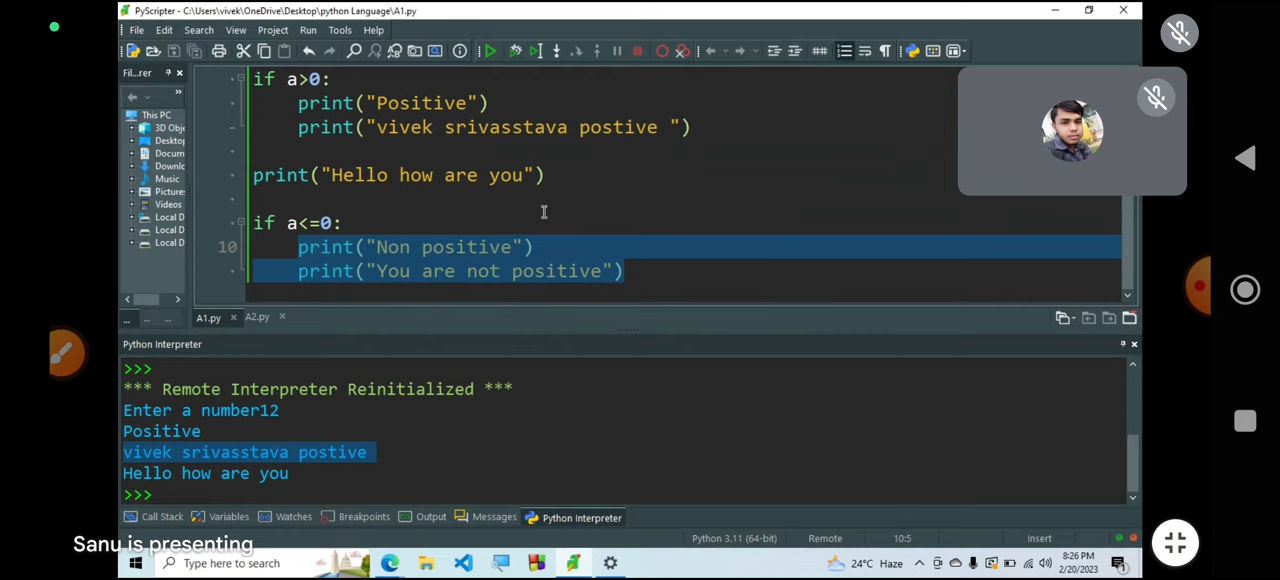 PyScripter - C:\Users\vivek\OneDrive\Desktop\python Language\A1.py
File Edit Search View Project Run Tools Help
Fil...rer
This PC
3D Obje
Desktop
Docum
Downlo
Music
Pictures
Videos
Local D
Local D
Local D
if a>0:
print("Positive")
print("vivek srivasstava postive ")
print("Hello how are you")
if a<=0:
10 print("Non positive")
print("You are not positive")
... ... ... A1.py A2.py
Python Interpreter
>>>
*** Remote Interpreter Reinitialized ***
Enter a number12
Positive
vivek srivasstava postive
Hello how are you
>>>
Call Stack Variables Watches Breakpoints Output Messages Python Interpreter
Python 3.11 (64-bit) Remote 10:5 Insert
Sanu is presenting
Type here to search
24°C Haze
8:26 PM
2/20/2023